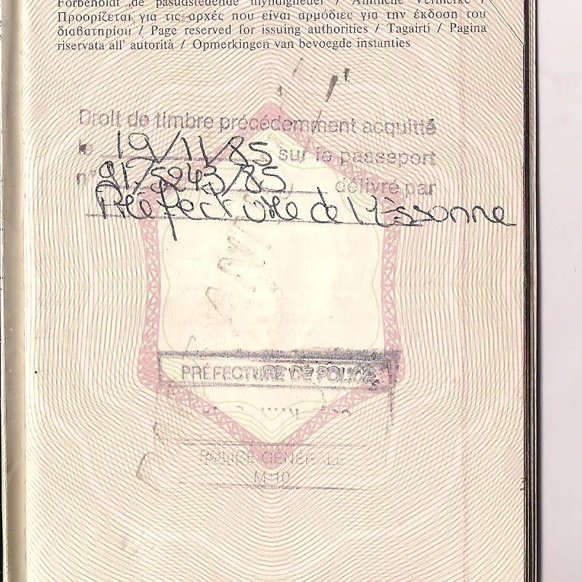 Forbeholdt de pasudstedende myndigheder / Amtliche Vermerke /
Προορίζεται για τις αρχές που είναι αρμόδιες για την έκδοση του
διαβατηρίου / Page reserved for issuing authorities / Tagairtí / Pagina
riservata all' autorità / Opmerkingen van bevoegde instanties
Droit de timbre précédemment acquitté
le 19/11/85 sur le passeport
n° 91/5243/85 délivré par
Préfecture de l'Essonne
PRÉFECTURE DE POLICE
POLICE GÉNÉRALE
M 10